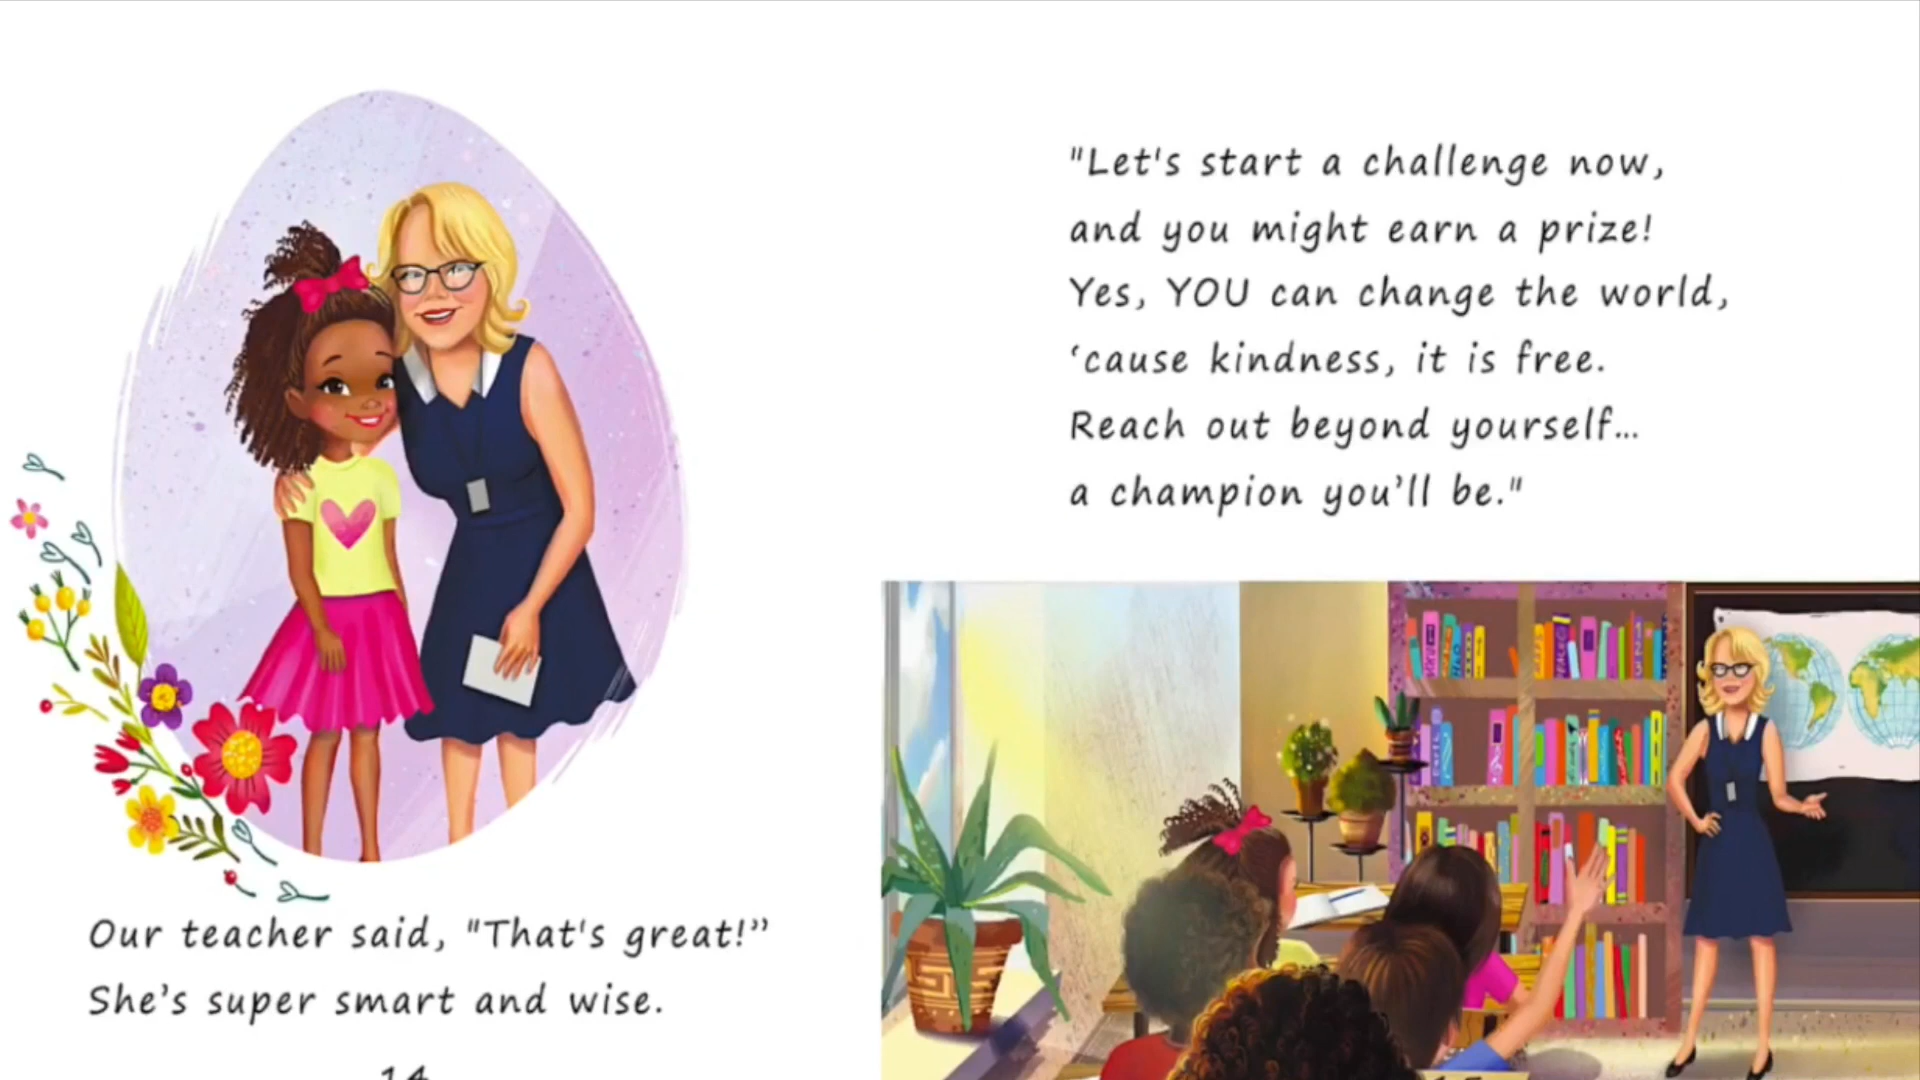 Our teacher said, "That's great!”
She’s super smart and wise.
14
"Let's start a challenge now,
and you might earn a prize!
Yes, YOU can change the world,
‘cause kindness, it is free.
Reach out beyond yourself...
a champion you’ll be."